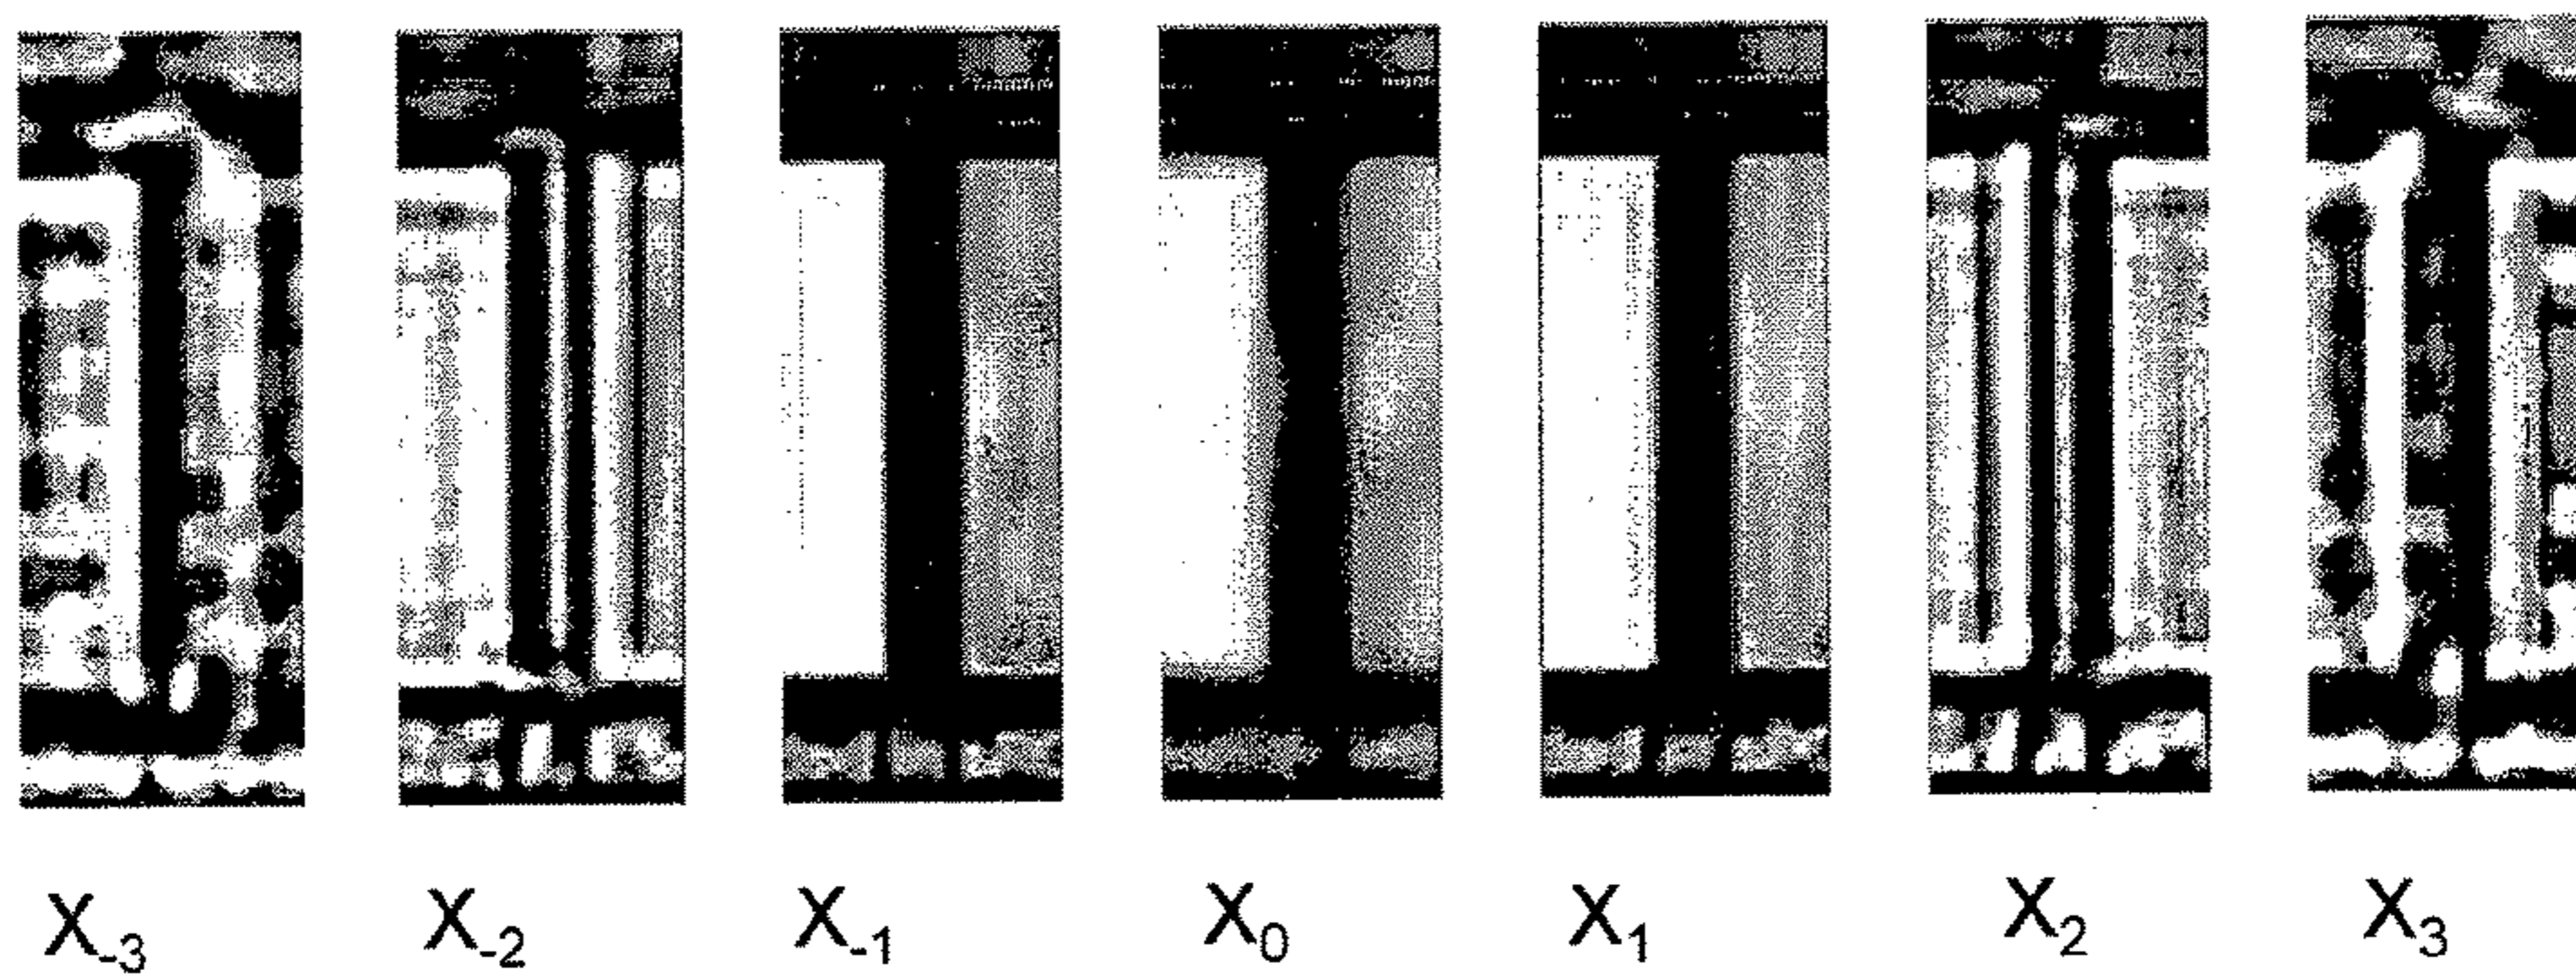 X₋₃ X₋₂ X₋₁ X₀ X₁ X₂ X₃